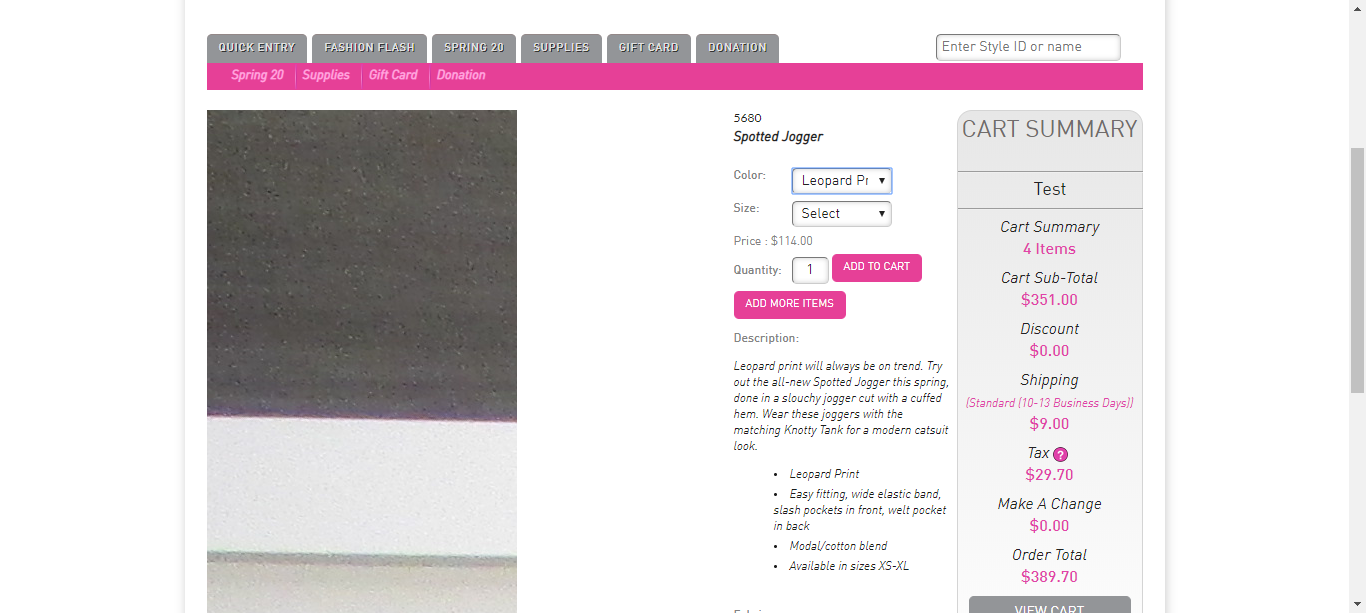 QUICK ENTRY FASHION FLASH SPRING 20 SUPPLIES GIFT CARD DONATION
Enter Style ID or name
Spring 20 Supplies Gift Card Donation
5680
Spotted Jogger
Color: Leopard Pr
Size: Select
Price : $114.00
Quantity: 1 ADD TO CART
ADD MORE ITEMS
Description:
Leopard print will always be on trend. Try
out the all-new Spotted Jogger this spring,
done in a slouchy jogger cut with a cuffed
hem. Wear these joggers with the
matching Knotty Tank for a modern catsuit
look.
• Leopard Print
• Easy fitting, wide elastic band,
slash pockets in front, welt pocket
in back
• Modal/cotton blend
• Available in sizes XS-XL
CART SUMMARY
Test
Cart Summary
4 Items
Cart Sub-Total
$351.00
Discount
$0.00
Shipping
(Standard (10-13 Business Days))
$9.00
Tax ?
$29.70
Make A Change
$0.00
Order Total
$389.70
VIEW CART